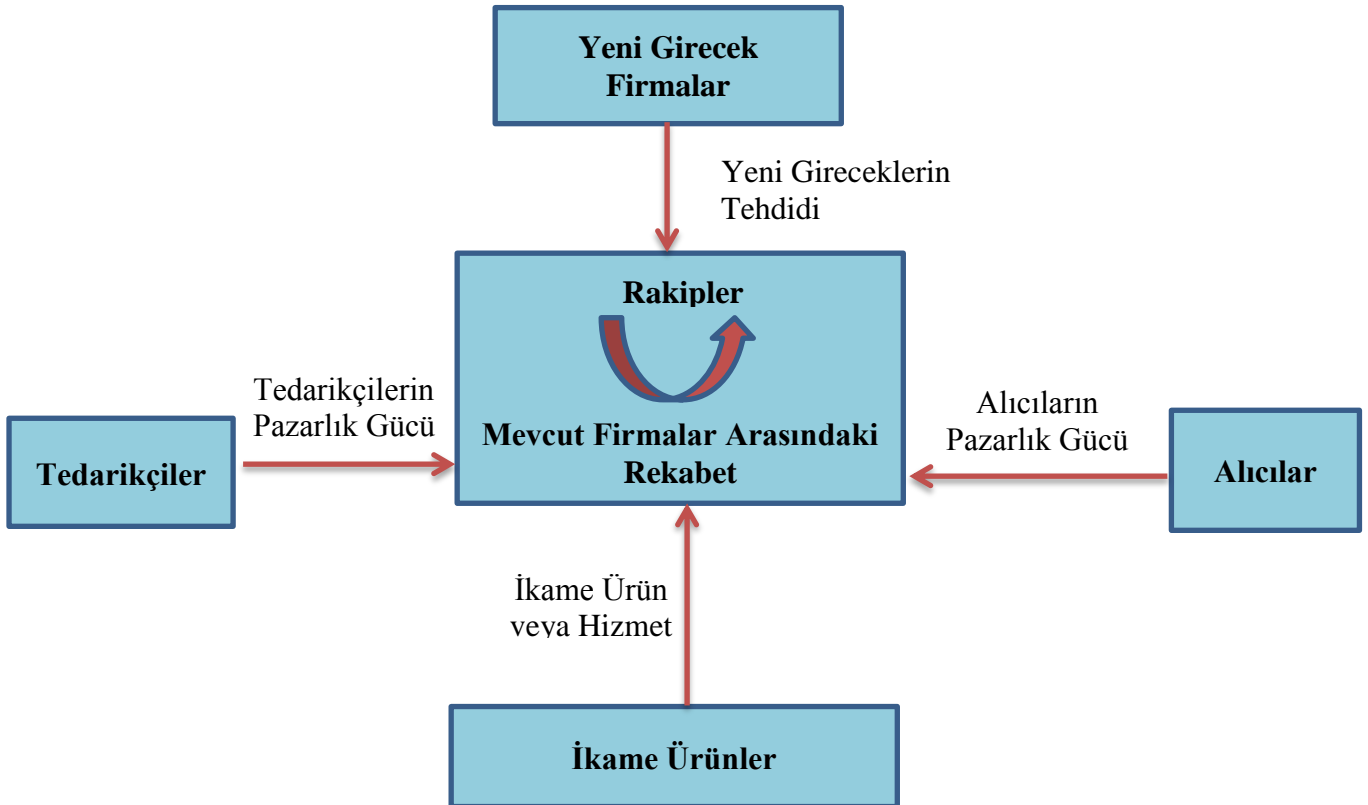 Yeni Girecek
Firmalar
Yeni Gireceklerin
Tehdidi
Rakipler
Mevcut Firmalar Arasındaki
Rekabet
Tedarikçilerin
Pazarlık Gücü
Tedarikçiler
Alıcıların
Pazarlık Gücü
Alıcılar
İkame Ürün
veya Hizmet
İkame Ürünler